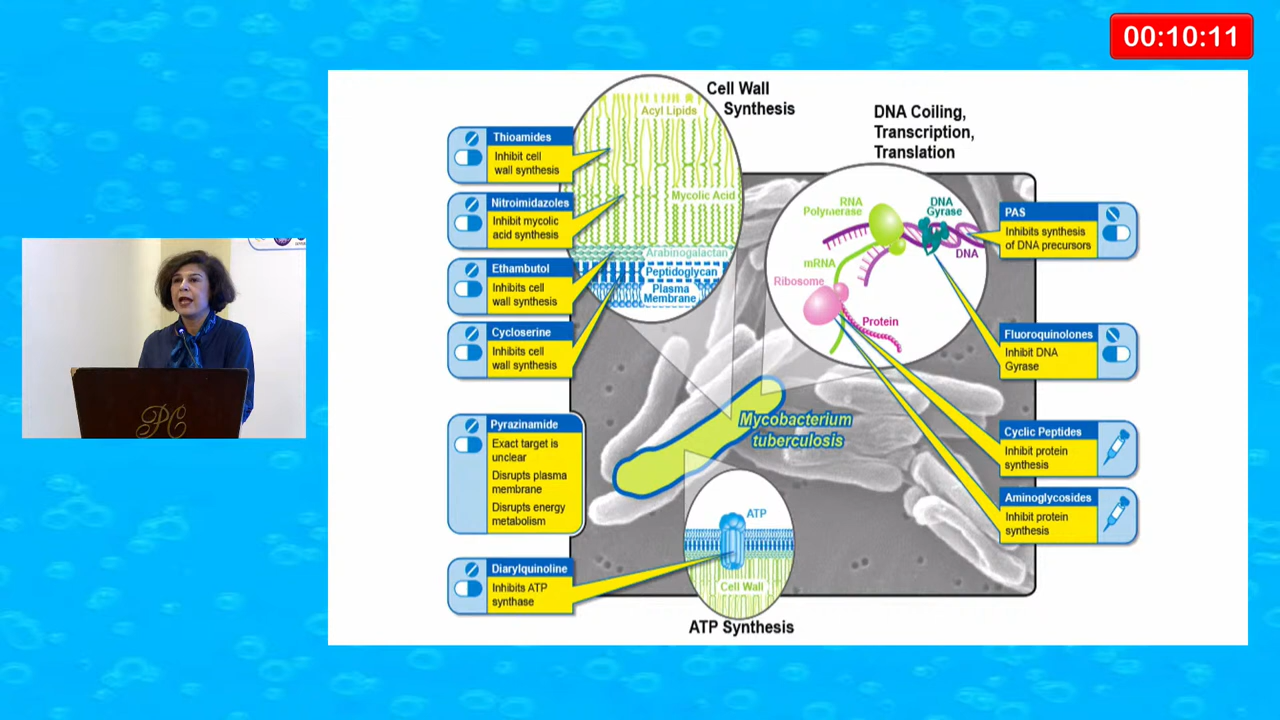 00:10:11
Cell Wall
Synthesis
DNA Coiling,
Transcription,
Translation
Acyl Lipids
Mycolic Acid
Arabinogalactan
Peptidoglycan
Plasma
Membrane
Thioamides
Inhibit cell
wall synthesis
Nitroimidazoles
Inhibit mycolic
acid synthesis
Ethambutol
Inhibits cell
wall synthesis
Cycloserine
Inhibits cell
wall synthesis
Pyrazinamide
Exact target is
unclear
Disrupts plasma
membrane
Disrupts energy
metabolism
Diarylquinoline
Inhibits ATP
synthase
RNA
Polymerase
DNA
Gyrase
DNA
mRNA
Ribosome
Protein
Mycobacterium
tuberculosis
ATP
Cell Wall
ATP Synthesis
PAS
Inhibits synthesis
of DNA precursors
Fluoroquinolones
Inhibit DNA
Gyrase
Cyclic Peptides
Inhibit protein
synthesis
Aminoglycosides
Inhibit protein
synthesis
PC